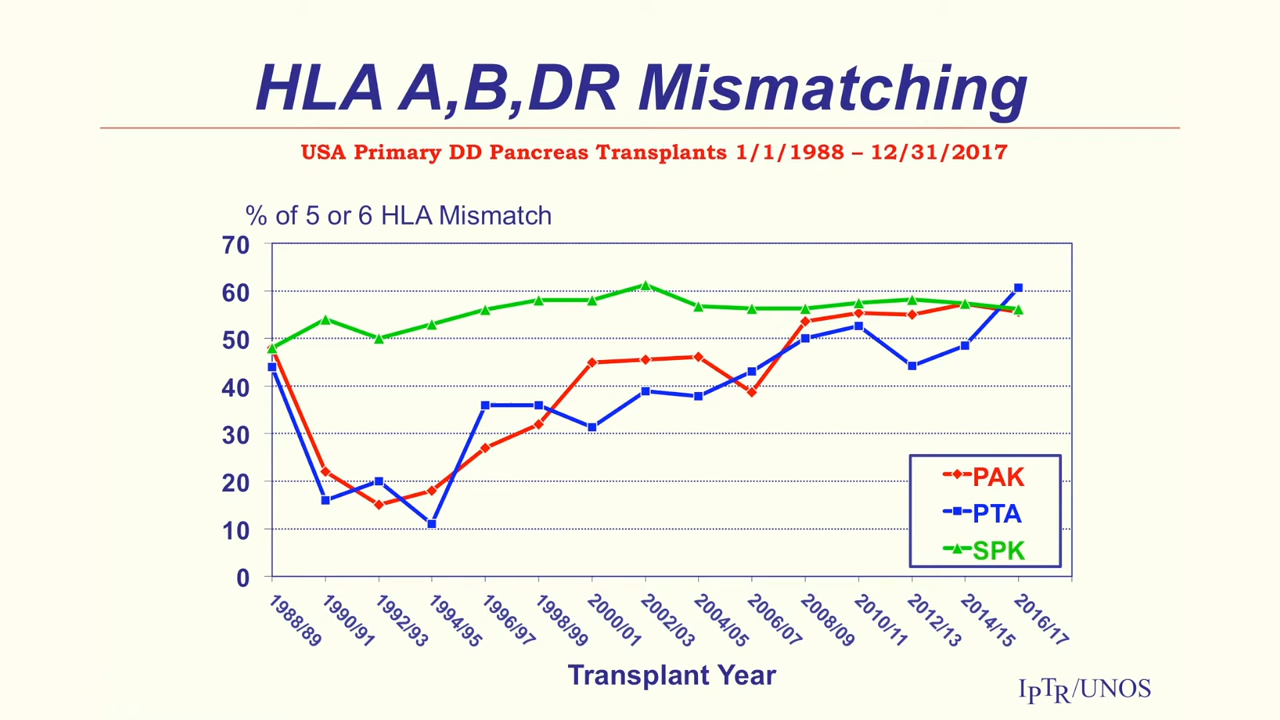 HLA A,B,DR Mismatching
USA Primary DD Pancreas Transplants 1/1/1988 – 12/31/2017
% of 5 or 6 HLA Mismatch
70
60
50
40
30
20
10
0
1988/89
1990/91
1992/93
1994/95
1996/97
1998/99
2000/01
2002/03
2004/05
2006/07
2008/09
2010/11
2012/13
2014/15
2016/17
PAK
PTA
SPK
Transplant Year
IPTR/UNOS